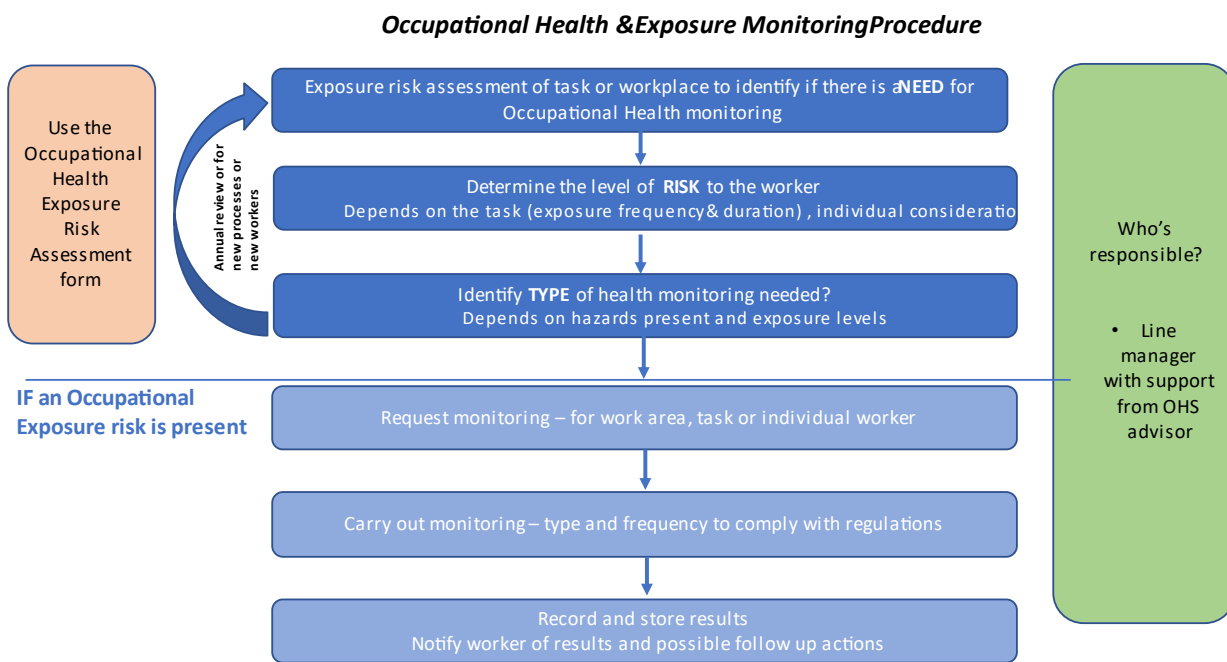 Occupational Health &Exposure MonitoringProcedure
Use the
Occupational
Health
Exposure
Risk
Assessment
form
Annual review or for
new processes or
new workers
Exposure risk assessment of task or workplace to identify if there is aNEED for
Occupational Health monitoring
Determine the level of RISK to the worker
Depends on the task (exposure frequency& duration) , individual consideratio
Identify TYPE of health monitoring needed?
Depends on hazards present and exposure levels
IF an Occupational
Exposure risk is present
Request monitoring – for work area, task or individual worker
Carry out monitoring – type and frequency to comply with regulations
Record and store results
Notify worker of results and possible follow up actions
Who's
responsible?
• Line
manager
with support
from OHS
advisor